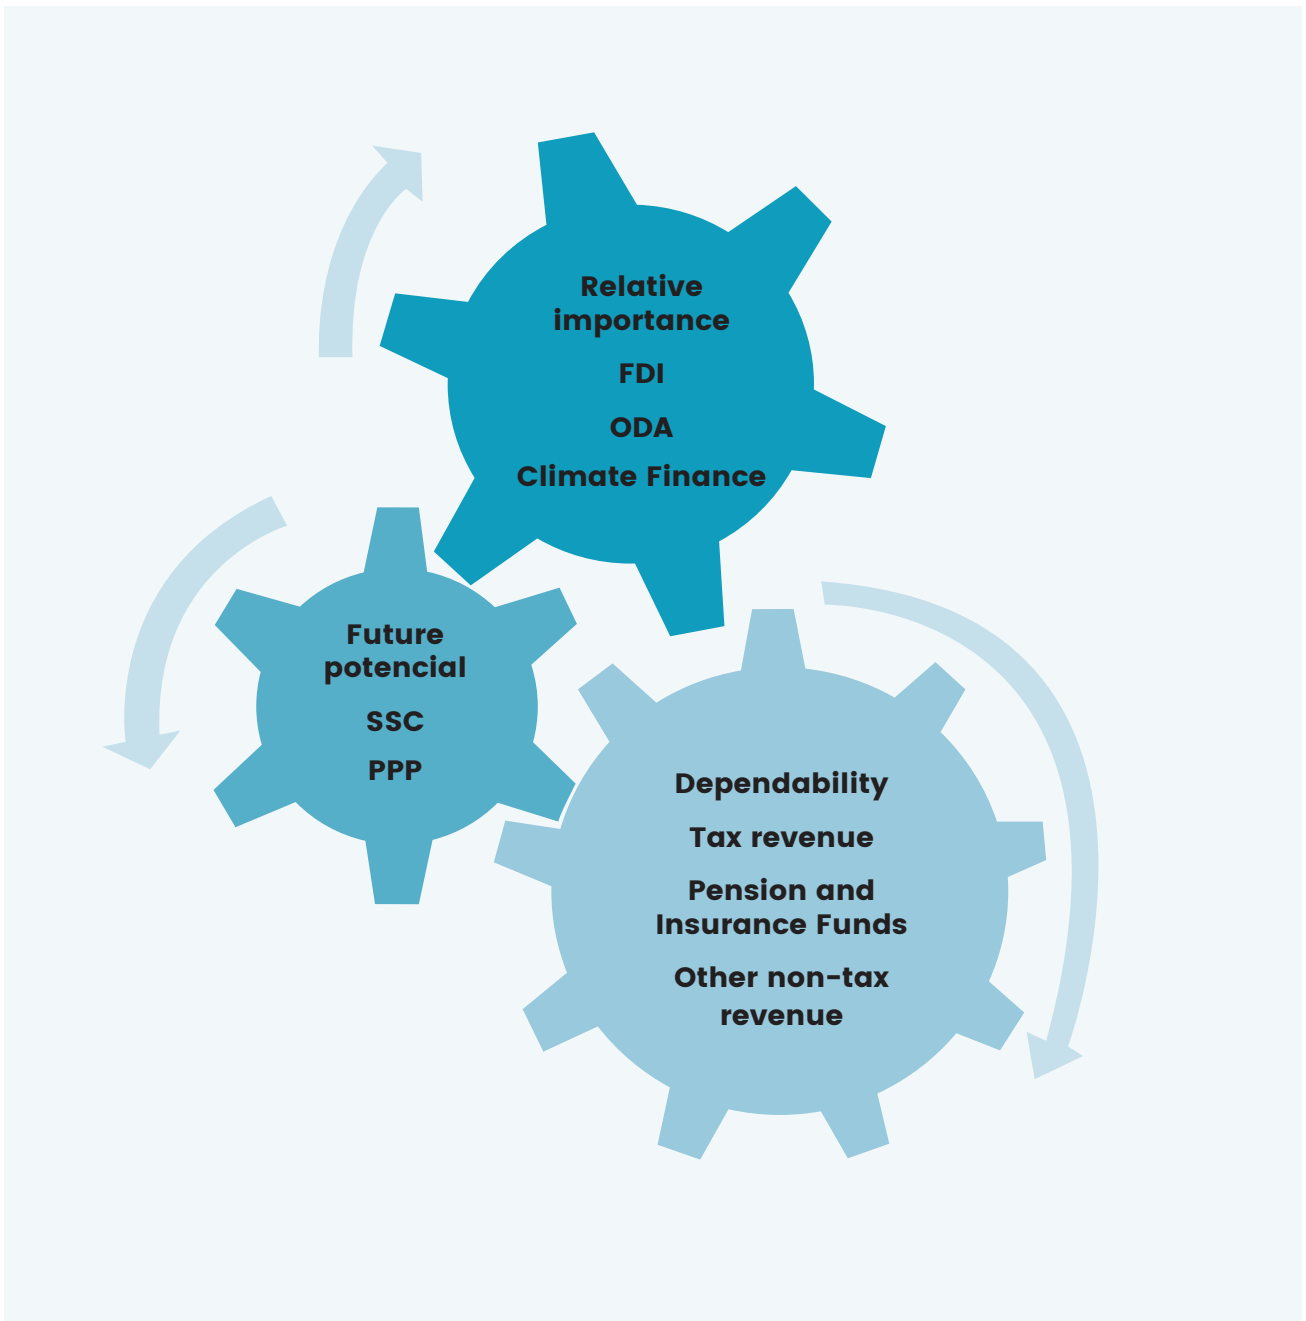 Relative
importance
FDI
ODA
Climate Finance
Future
potencial
SSC
PPP
Dependability
Tax revenue
Pension and
Insurance Funds
Other non-tax
revenue